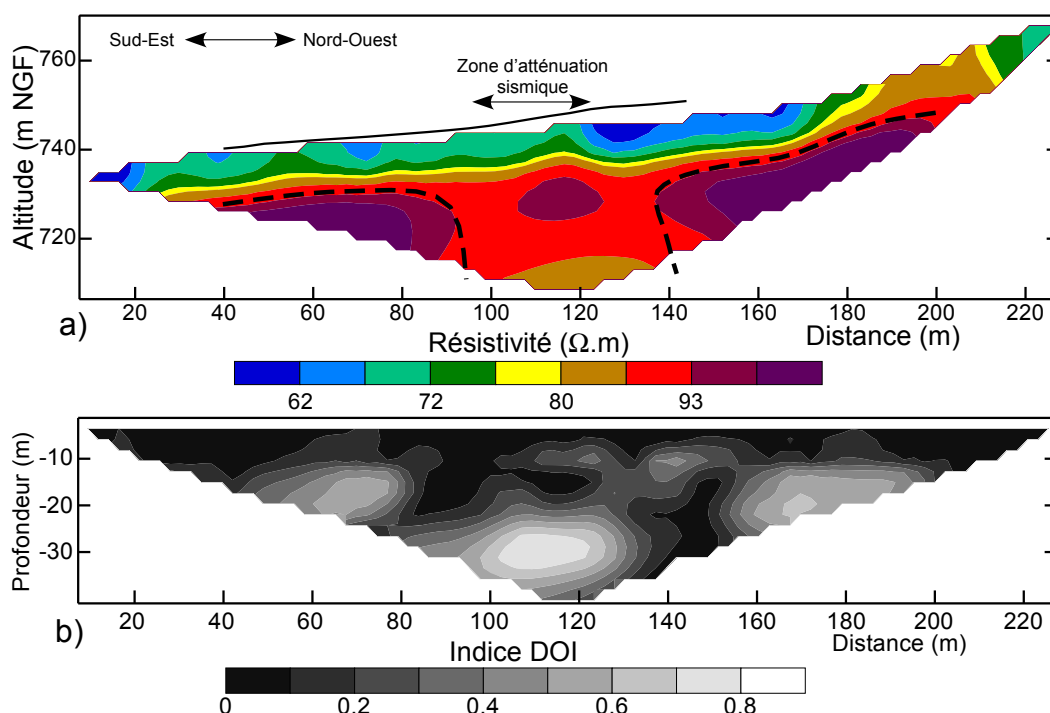 Sud-Est Nord-Ouest
Zone d'atténuation
sismique
Altitude (m NGF)
760
740
720
20 40 60 80 100 120 140 160 180 200 220
a)
Résistivité (Ω.m)
Distance (m)
62 72 80 93
Profondeur (m)
-10
-20
-30
20 40 60 80 100 120 140 160 180 200 220
b)
Distance (m)
Indice DOI
0 0.2 0.4 0.6 0.8